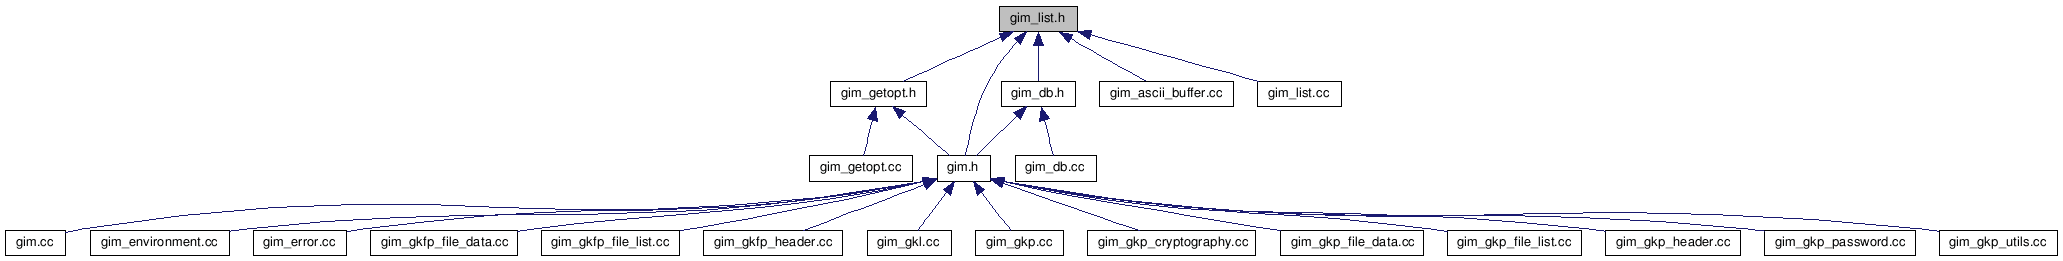 gim_list.h
gim_getopt.h
gim_db.h
gim_ascii_buffer.cc
gim_list.cc
gim_getopt.cc
gim.h
gim_db.cc
gim.cc
gim_environment.cc
gim_error.cc
gim_gkfp_file_data.cc
gim_gkfp_file_list.cc
gim_gkfp_header.cc
gim_gkl.cc
gim_gkp.cc
gim_gkp_cryptography.cc
gim_gkp_file_data.cc
gim_gkp_file_list.cc
gim_gkp_header.cc
gim_gkp_password.cc
gim_gkp_utils.cc